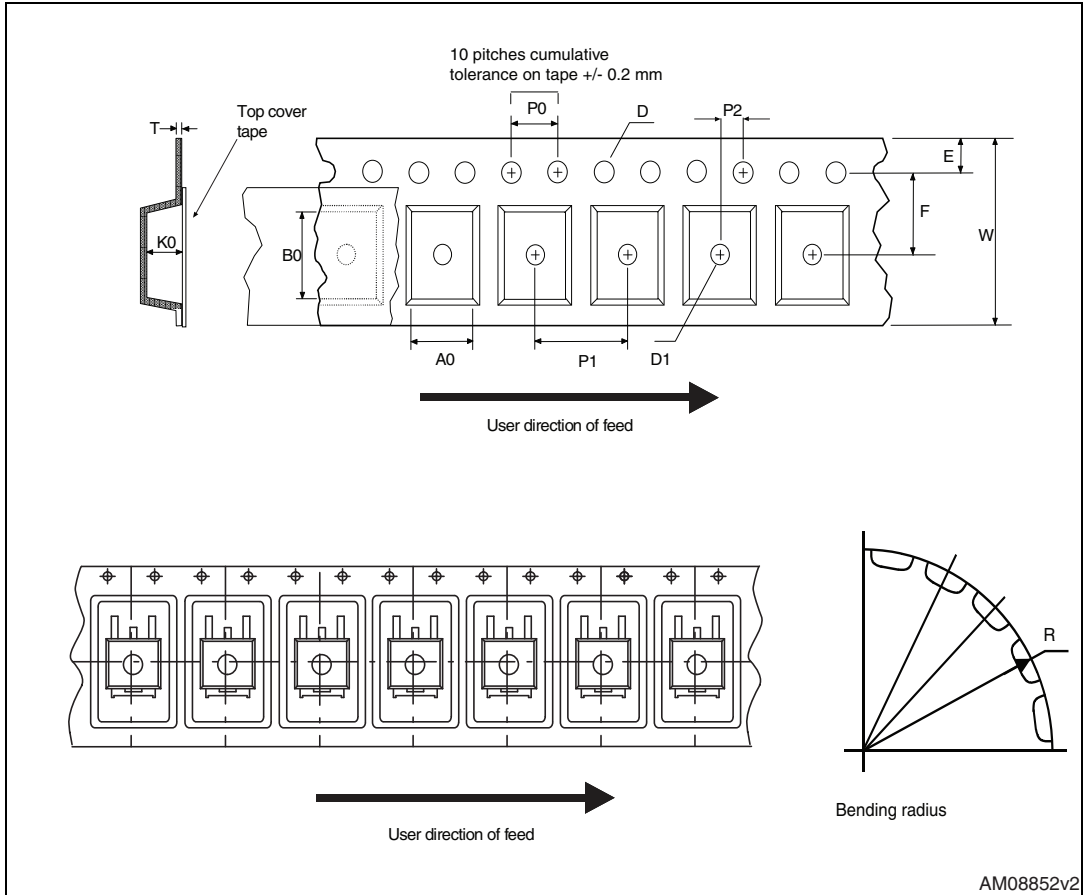 10 pitches cumulative
tolerance on tape +/- 0.2 mm
Top cover
tape
T
P0
D
P2
E
F
W
K0
B0
A0
P1
D1
User direction of feed
R
Bending radius
User direction of feed
AM08852v2